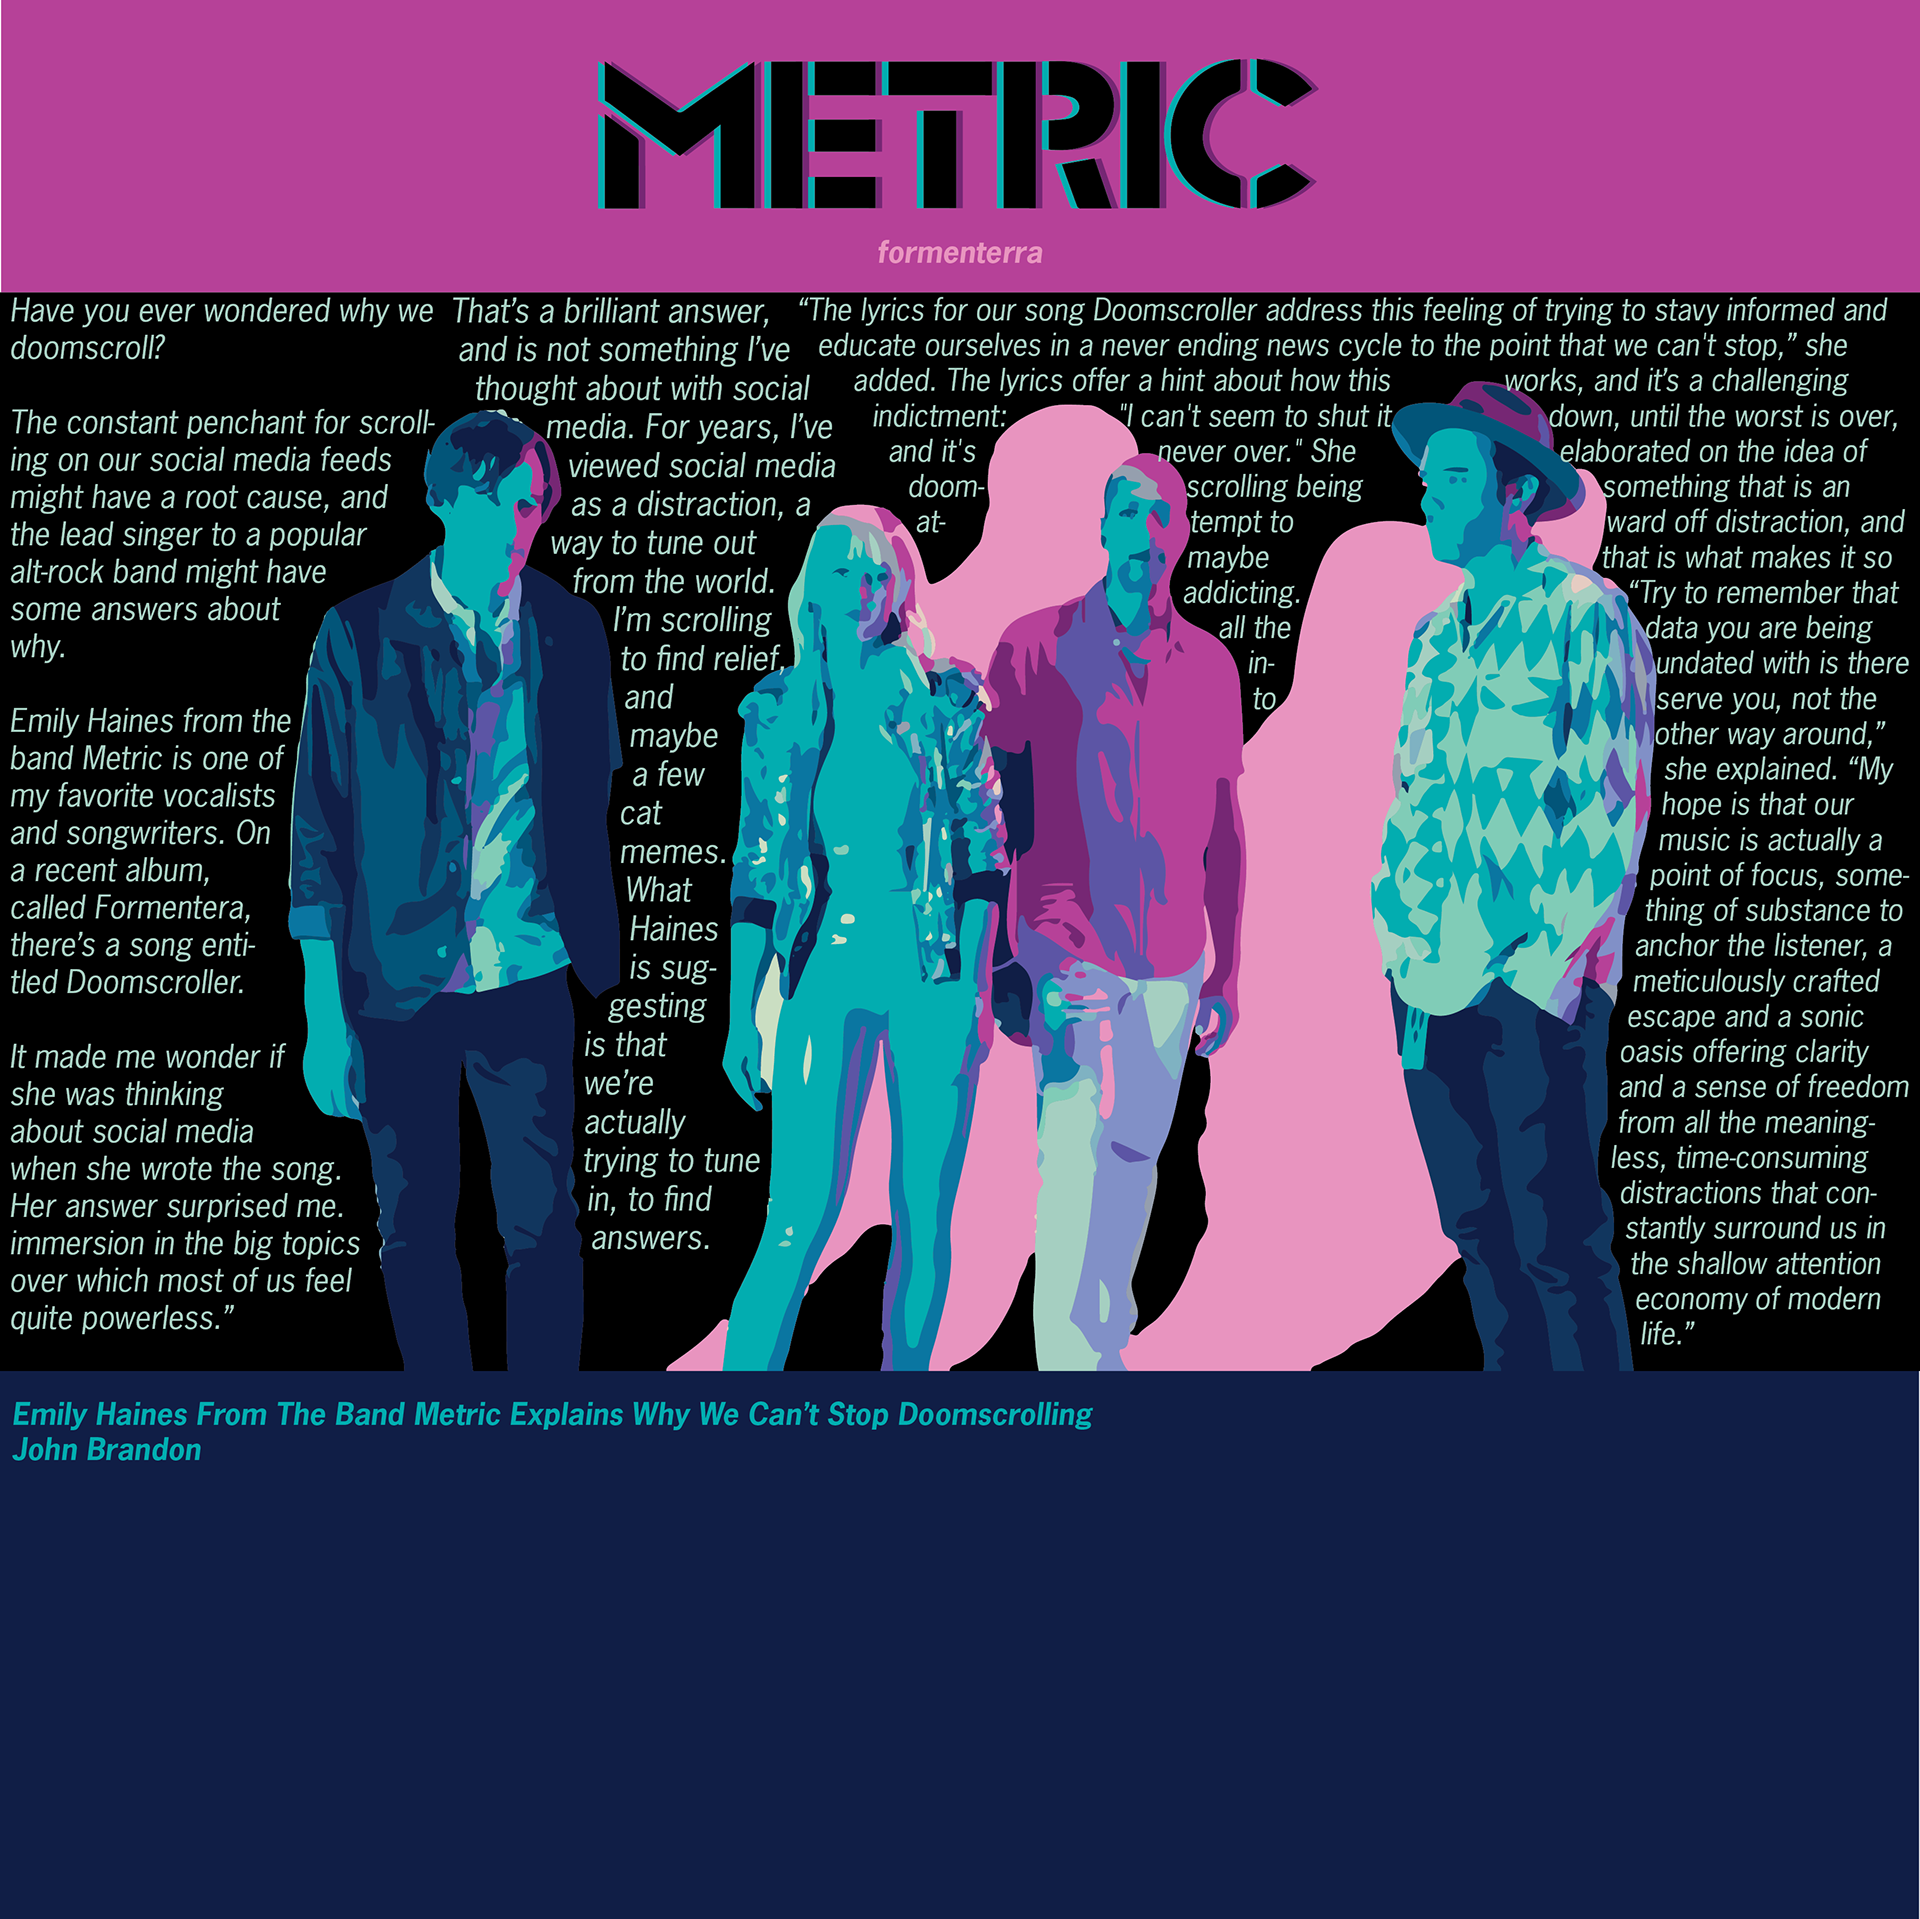 METRIC
formenterra
Have you ever wondered why we
doomscroll?
The constant penchant for scroll-
ing on our social media feeds
might have a root cause, and
the lead singer to a popular
alt-rock band might have
some answers about
why.
Emily Haines from the
band Metric is one of
my favorite vocalists
and songwriters. On
a recent album,
called Formentera,
there’s a song enti-
tled Doomscroller.
It made me wonder if
she was thinking
about social media
when she wrote the song.
Her answer surprised me.
immersion in the big topics
over which most of us feel
quite powerless.”
That’s a brilliant answer,
and is not something I’ve
thought about with social
media. For years, I’ve
viewed social media
as a distraction, a
way to tune out
from the world.
I’m scrolling
to find relief,
and
maybe
a few
cat
memes.
What
Haines
is sug-
gesting
is that
we’re
actually
trying to tune
in, to find
answers.
“The lyrics for our song Doomscroller address this feeling of trying to stavy informed and
educate ourselves in a never ending news cycle to the point that we can't stop,” she
added. The lyrics offer a hint about how this works, and it’s a challenging
indictment: "I can't seem to shut it down, until the worst is over,
and it's never over." She elaborated on the idea of
doom- scrolling being something that is an
at- tempt to ward off distraction, and
maybe that is what makes it so
addicting. “Try to remember that
all the data you are being
in- undated with is there
to serve you, not the
other way around,”
she explained. “My
hope is that our
music is actually a
point of focus, some-
thing of substance to
anchor the listener, a
meticulously crafted
escape and a sonic
oasis offering clarity
and a sense of freedom
from all the meaning-
less, time-consuming
distractions that con-
stantly surround us in
the shallow attention
economy of modern
life.”
Emily Haines From The Band Metric Explains Why We Can’t Stop Doomscrolling
John Brandon